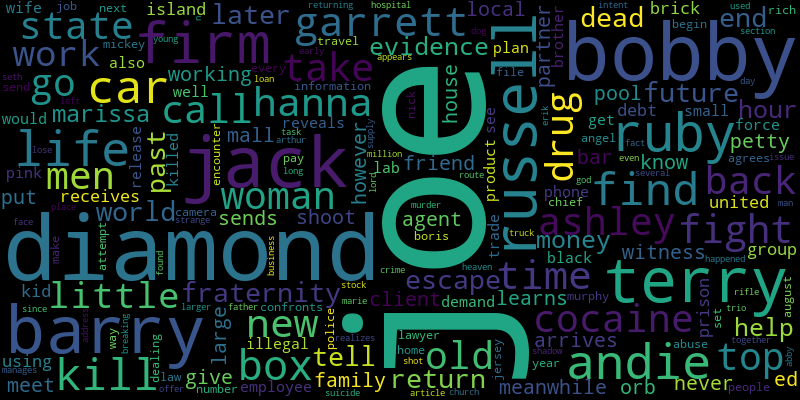 wife job next island later garrett local brick rich
returning hospital used
state firm mickey young partner dead begin end
work also travel early dog evidence plan brother intent section
seth send go car take every appears file bobby
working information loan house pool future
would well call hanna nick see drug debt small day
marissa reveals russell ruby hour
life mall task arthur supply however get force
release killed encounter pay long million lab friend product erik angel fact even petty
men past jack lord route bar know agrees issue
pink receives woman joe murder agent phone chief god several back
put world camera strange sends shoot boris trade ashley united man
face place make attempt diamond crime escape time money witness fight
found business heaven truck black happened group
kid little fraternity stock client learns terry rifle august
since address barry large father marie confronts demand murphy prison set trio
way breaking healing new larger police realizes lawyer cocaine help
illegal tell home shot jersey arrives shadow abuse abby together
using box old year andie top
kill law give family suicide return meanwhile orb never ed
meet manages offer number employee article church people